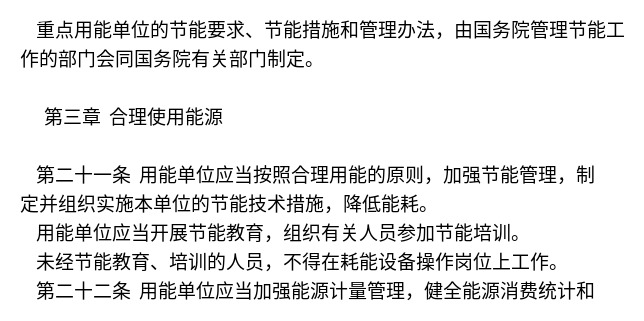 重点用能单位的节能要求、节能措施和管理办法，由国务院管理节能工
作的部门会同国务院有关部门制定。
第三章 合理使用能源
第二十一条 用能单位应当按照合理用能的原则，加强节能管理，制
定并组织实施本单位的节能技术措施，降低能耗。
用能单位应当开展节能教育，组织有关人员参加节能培训。
未经节能教育、培训的人员，不得在耗能设备操作岗位上工作。
第二十二条 用能单位应当加强能源计量管理，健全能源消费统计和